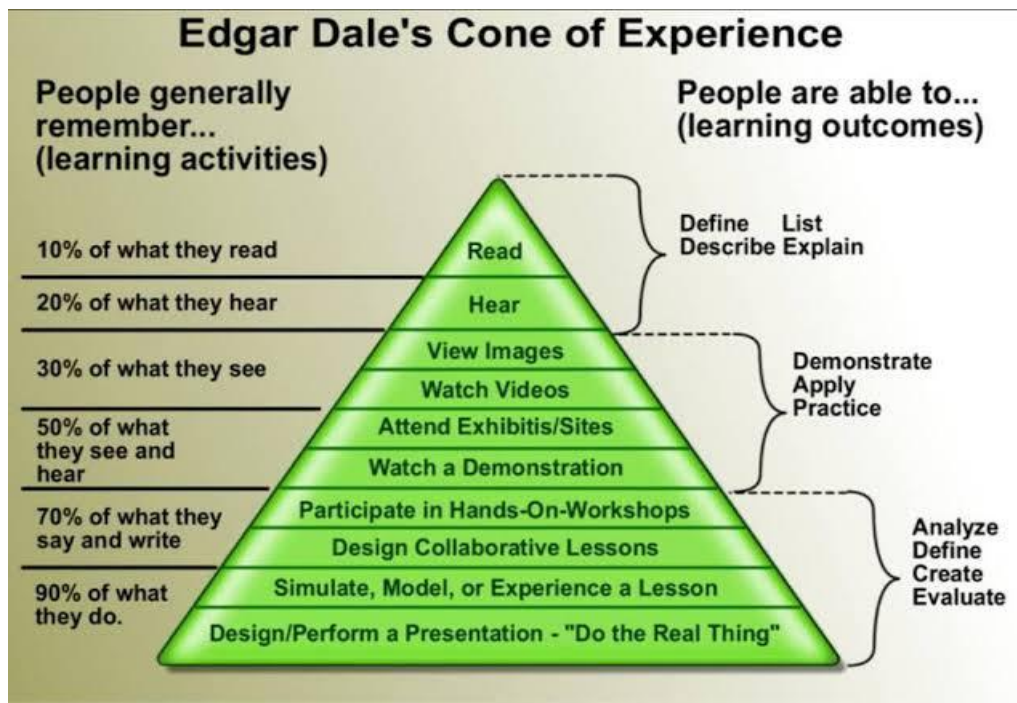 Edgar Dale's Cone of Experience
People generally
remember...
(learning activities)
People are able to...
(learning outcomes)
10% of what they read
Read
Define List
Describe Explain
20% of what they hear
Hear
30% of what they see
View Images
Watch Videos
Demonstrate
Apply
Practice
50% of what
they see and
hear
Attend Exhibitis/Sites
Watch a Demonstration
70% of what they
say and write
Participate in Hands-On-Workshops
Design Collaborative Lessons
Analyze
Define
Create
Evaluate
90% of what
they do.
Simulate, Model, or Experience a Lesson
Design/Perform a Presentation - "Do the Real Thing"